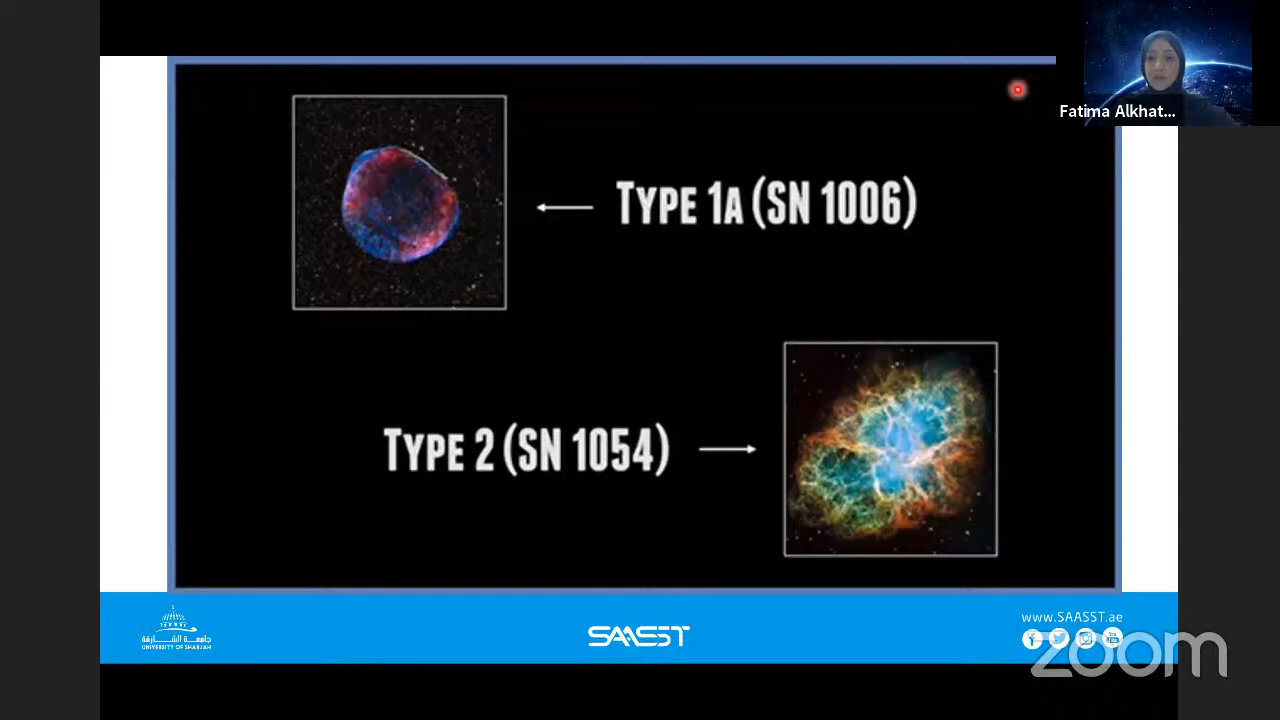 Fatima Alkhat...
TYPE 1A (SN 1006)
TYPE 2 (SN 1054)
جامعة الشارقة
UNIVERSITY OF SHARJAH
SAASST
www.SAASST.ae
zoom